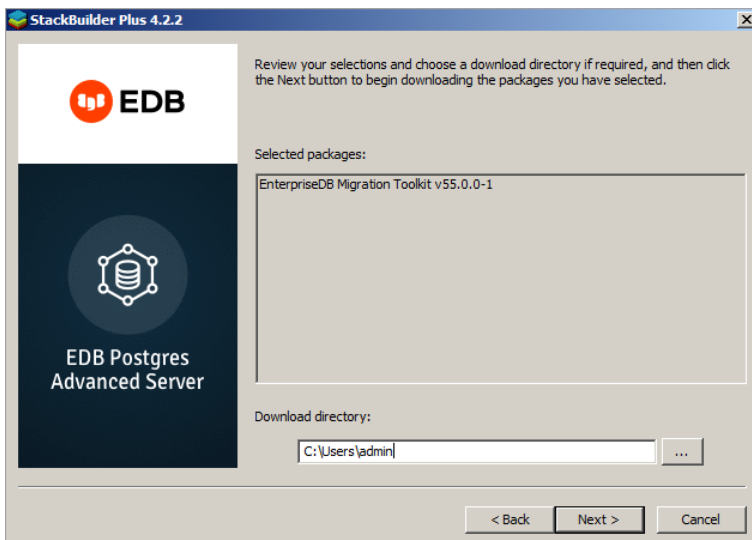 StackBuilder Plus 4.2.2
Review your selections and choose a download directory if required, and then click
the Next button to begin downloading the packages you have selected.
EDB
Selected packages:
EnterpriseDB Migration Toolkit v55.0.0-1
EDB Postgres
Advanced Server
Download directory:
C:\Users\admin
...
< Back
Next >
Cancel